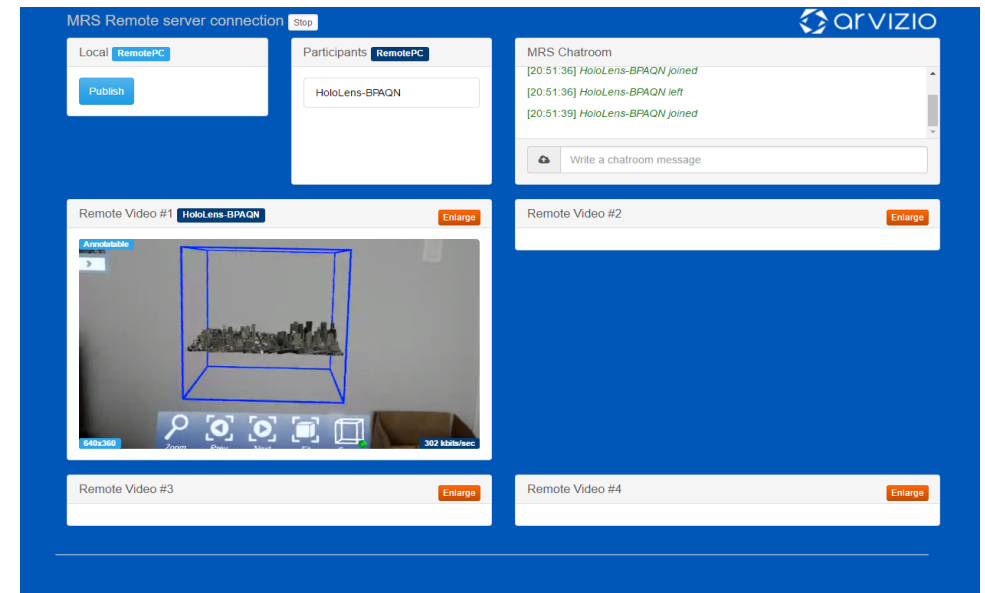 MRS Remote server connection Stop
arvizio
Local RemotePC
Publish
Participants RemotePC
HoloLens-BPAQN
MRS Chatroom
[20:51:36] HoloLens-BPAQN joined
[20:51:36] HoloLens-BPAQN left
[20:51:39] HoloLens-BPAQN joined
Write a chatroom message
Remote Video #1 HoloLens-BPAQN Enlarge
Annotatable
Zoom Prev Next
640x360
302 kbits/sec
Remote Video #2 Enlarge
Remote Video #3 Enlarge
Remote Video #4 Enlarge